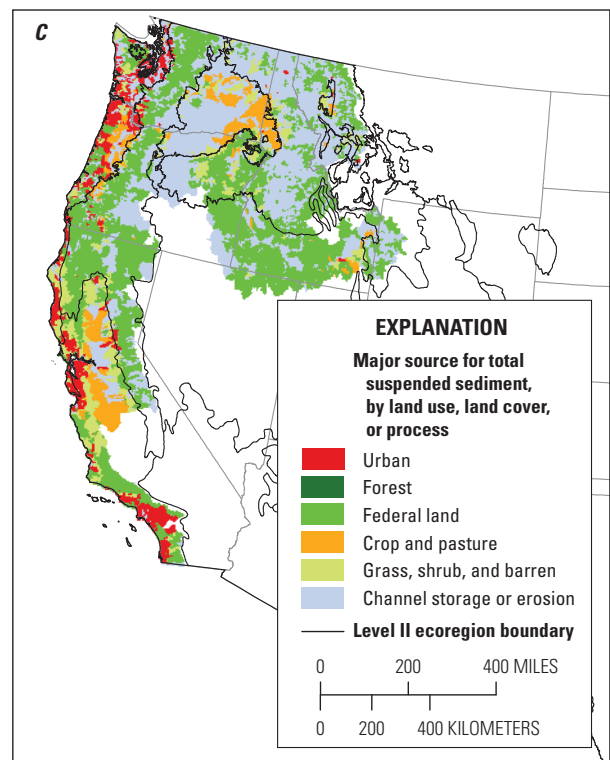 C
EXPLANATION
Major source for total
suspended sediment,
by land use, land cover,
or process
Urban
Forest
Federal land
Crop and pasture
Grass, shrub, and barren
Channel storage or erosion
Level II ecoregion boundary
0 200 400 MILES
0 200 400 KILOMETERS